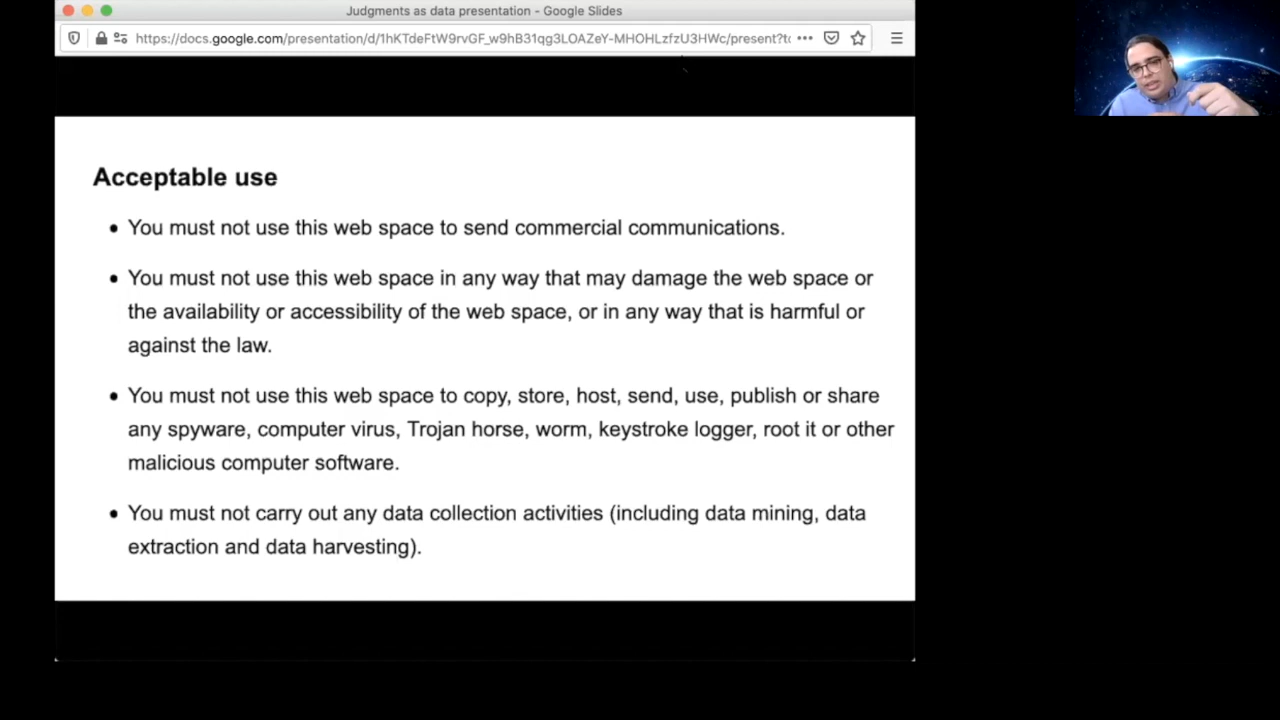 Judgments as data presentation - Google Slides
https://docs.google.com/presentation/d/1hKTdeFtW9rvGF_w9hB31qg3LOAZeY-MHOHLzfzU3HWc/present?to
Acceptable use
• You must not use this web space to send commercial communications.
• You must not use this web space in any way that may damage the web space or
the availability or accessibility of the web space, or in any way that is harmful or
against the law.
• You must not use this web space to copy, store, host, send, use, publish or share
any spyware, computer virus, Trojan horse, worm, keystroke logger, root it or other
malicious computer software.
• You must not carry out any data collection activities (including data mining, data
extraction and data harvesting).